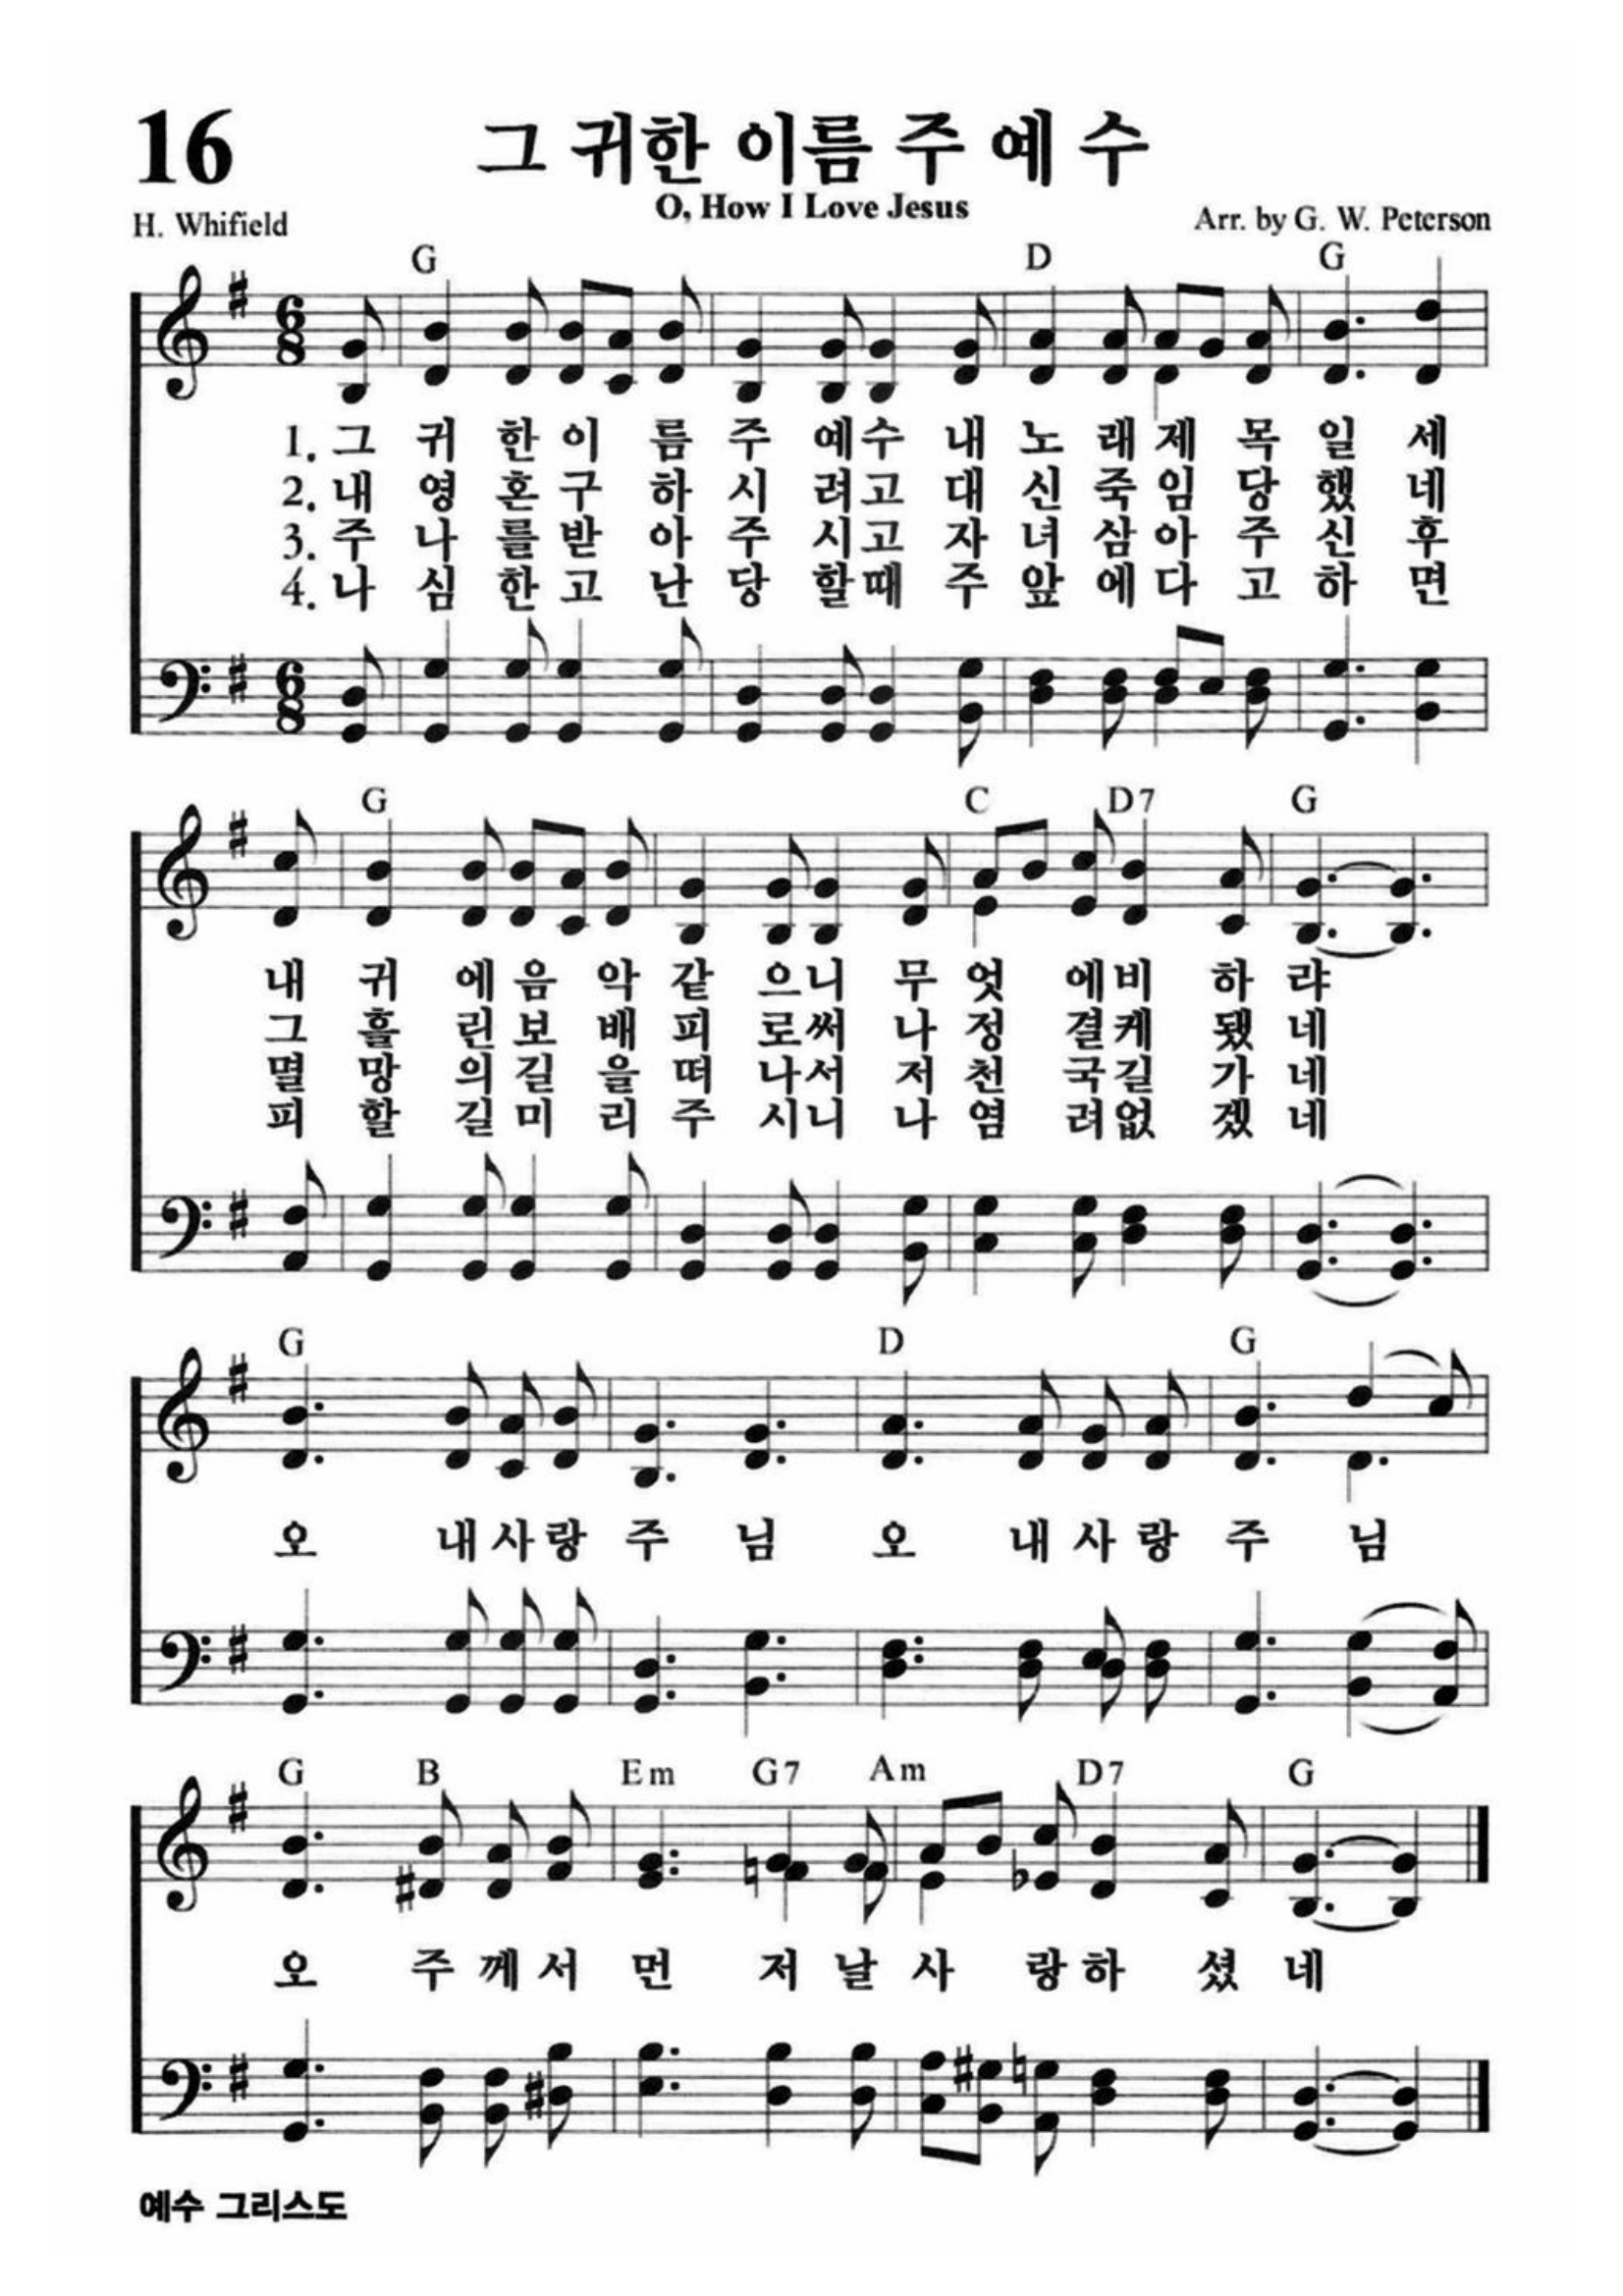 16
그 귀한 이름 주 예수
O, How I Love Jesus
H. Whifield
Arr. by G. W. Peterson
G D G
1. 그 귀 한 이 름 주 예 수 내 노 래 제 목 일 세
2. 내 영 혼 구 하 시 려 고 대 신 죽 임 당 했 네
3. 주 나 를 받 아 주 시 고 자 녀 삼 아 주 신 후
4. 나 심 한 고 난 당 할 때 주 앞 에 다 고 하 면
G C D7 G
내 귀 에 음 악 같 으 니 무 엇 에 비 하 랴
그 흘 린 보 배 피 로 써 나 정 결 케 됐 네
멸 망 의 길 을 떠 나 서 저 천 국 길 가 네
피 할 길 미 리 주 시 니 나 염 려 없 겠 네
G D G
오 내 사 랑 주 님 오 내 사 랑 주 님
G B Em G7 Am D7 G
오 주 께 서 먼 저 날 사 랑 하 셨 네
예수 그리스도